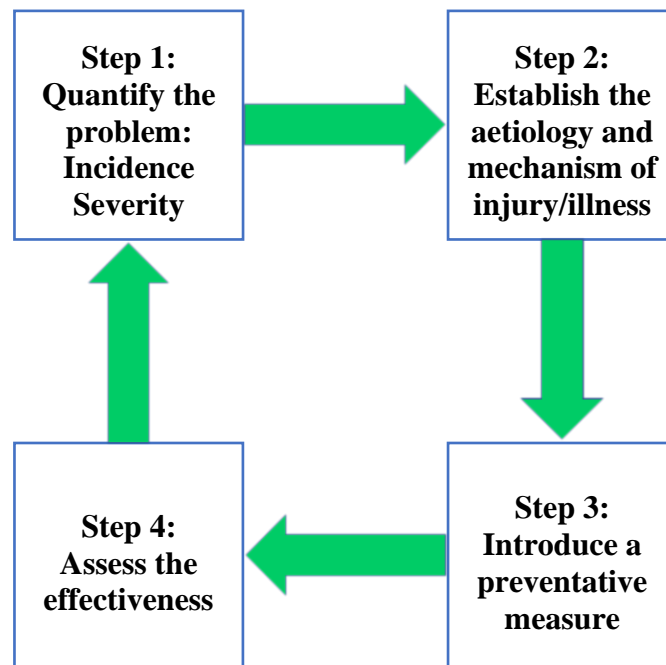 Step 1:
Quantify the
problem:
Incidence
Severity
Step 2:
Establish the
aetiology and
mechanism of
injury/illness
Step 3:
Introduce a
preventative
measure
Step 4:
Assess the
effectiveness